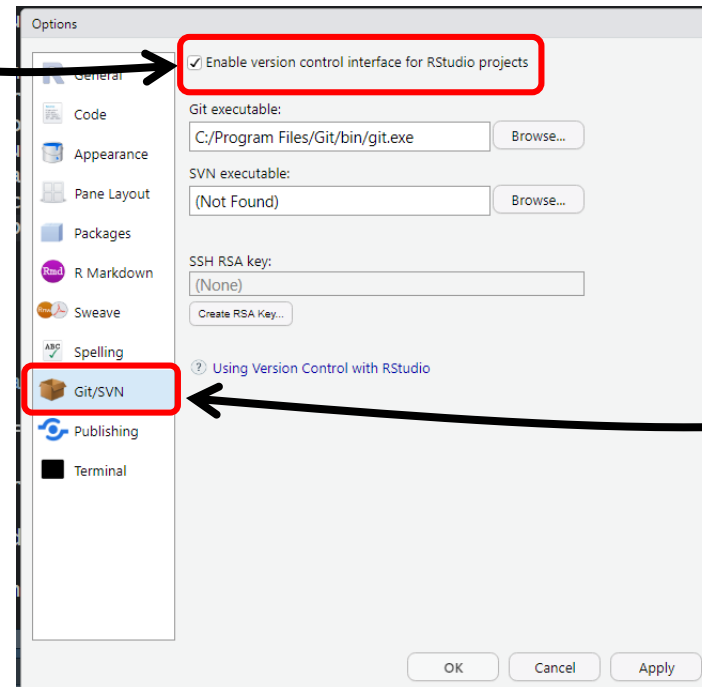 Options
General
Code
Appearance
Pane Layout
Packages
Rmd R Markdown
Sweave
ABC Spelling
Git/SVN
Publishing
Terminal
Enable version control interface for RStudio projects
Git executable:
C:/Program Files/Git/bin/git.exe Browse...
SVN executable:
(Not Found) Browse...
SSH RSA key:
(None)
Create RSA Key...
? Using Version Control with RStudio
OK Cancel Apply